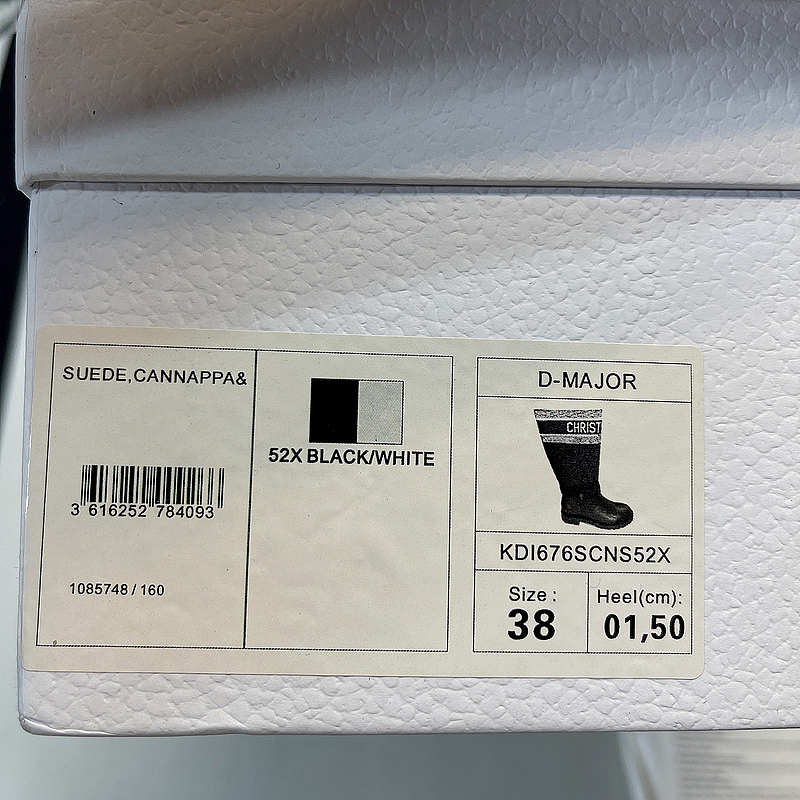 SUEDE,CANNAPPA&
3 616252 784093
1085748 / 160
52X BLACK/WHITE
D-MAJOR
CHRIST
KDI676SCNS52X
Size :
38
Heel(cm):
01,50